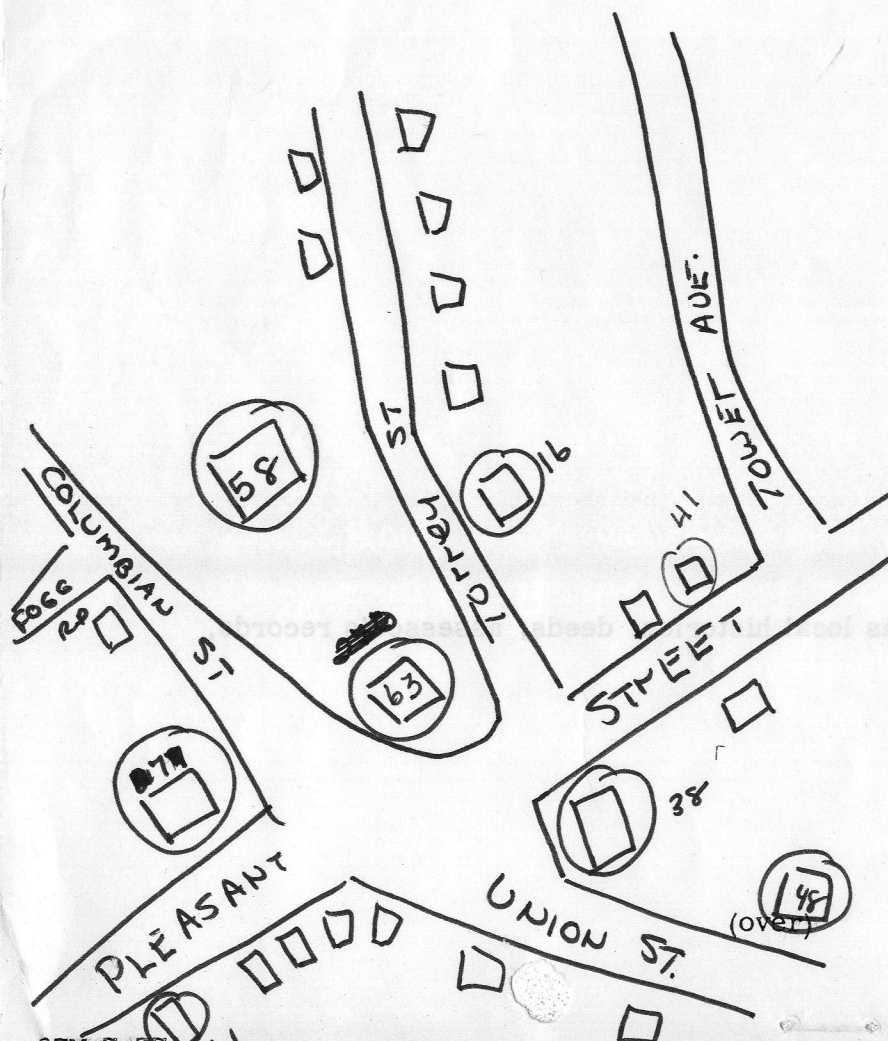 TOWER AVE.
TORREY ST
16
58
41
COLUMBIAN ST
FOGG RD
STREET
63
38
PLEASANT
UNION ST.
48
(over)